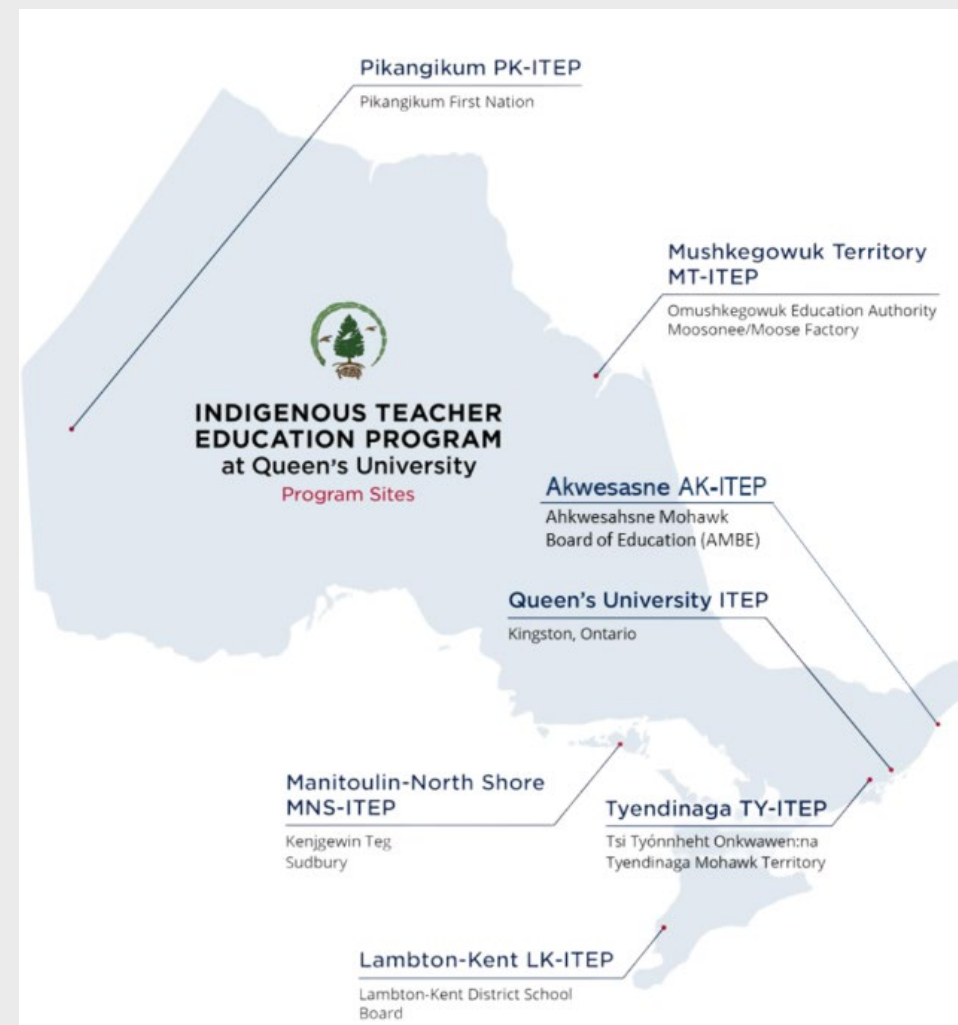 Pikangikum PK-ITEP
Pikangikum First Nation
Mushkegowuk Territory
MT-ITEP
Omushkegowuk Education Authority
Moosonee/Moose Factory
INDIGENOUS TEACHER
EDUCATION PROGRAM
at Queen's University
Program Sites
Akwesasne AK-ITEP
Ahkwesahsne Mohawk
Board of Education (AMBE)
Queen's University ITEP
Kingston, Ontario
Manitoulin-North Shore
MNS-ITEP
Kenjgewin Teg
Sudbury
Tyendinaga TY-ITEP
Tsi Tyónnheht Onkwawen:na
Tyendinaga Mohawk Territory
Lambton-Kent LK-ITEP
Lambton-Kent District School
Board